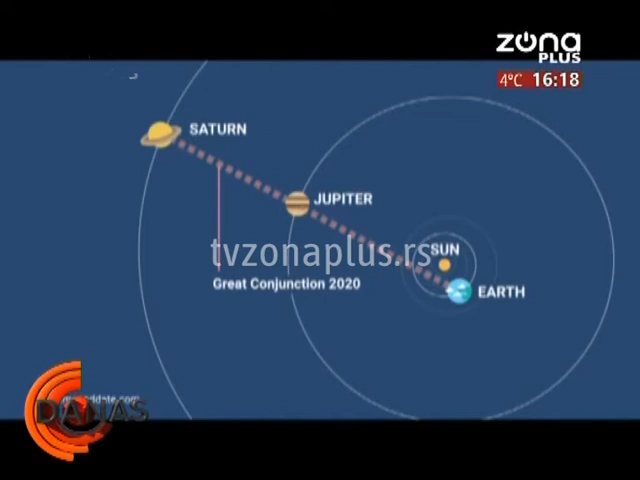 zona
PLUS
4°C 16:18
SATURN
JUPITER
tvzonaplus.rs
SUN
Great Conjunction 2020
EARTH
DANAS